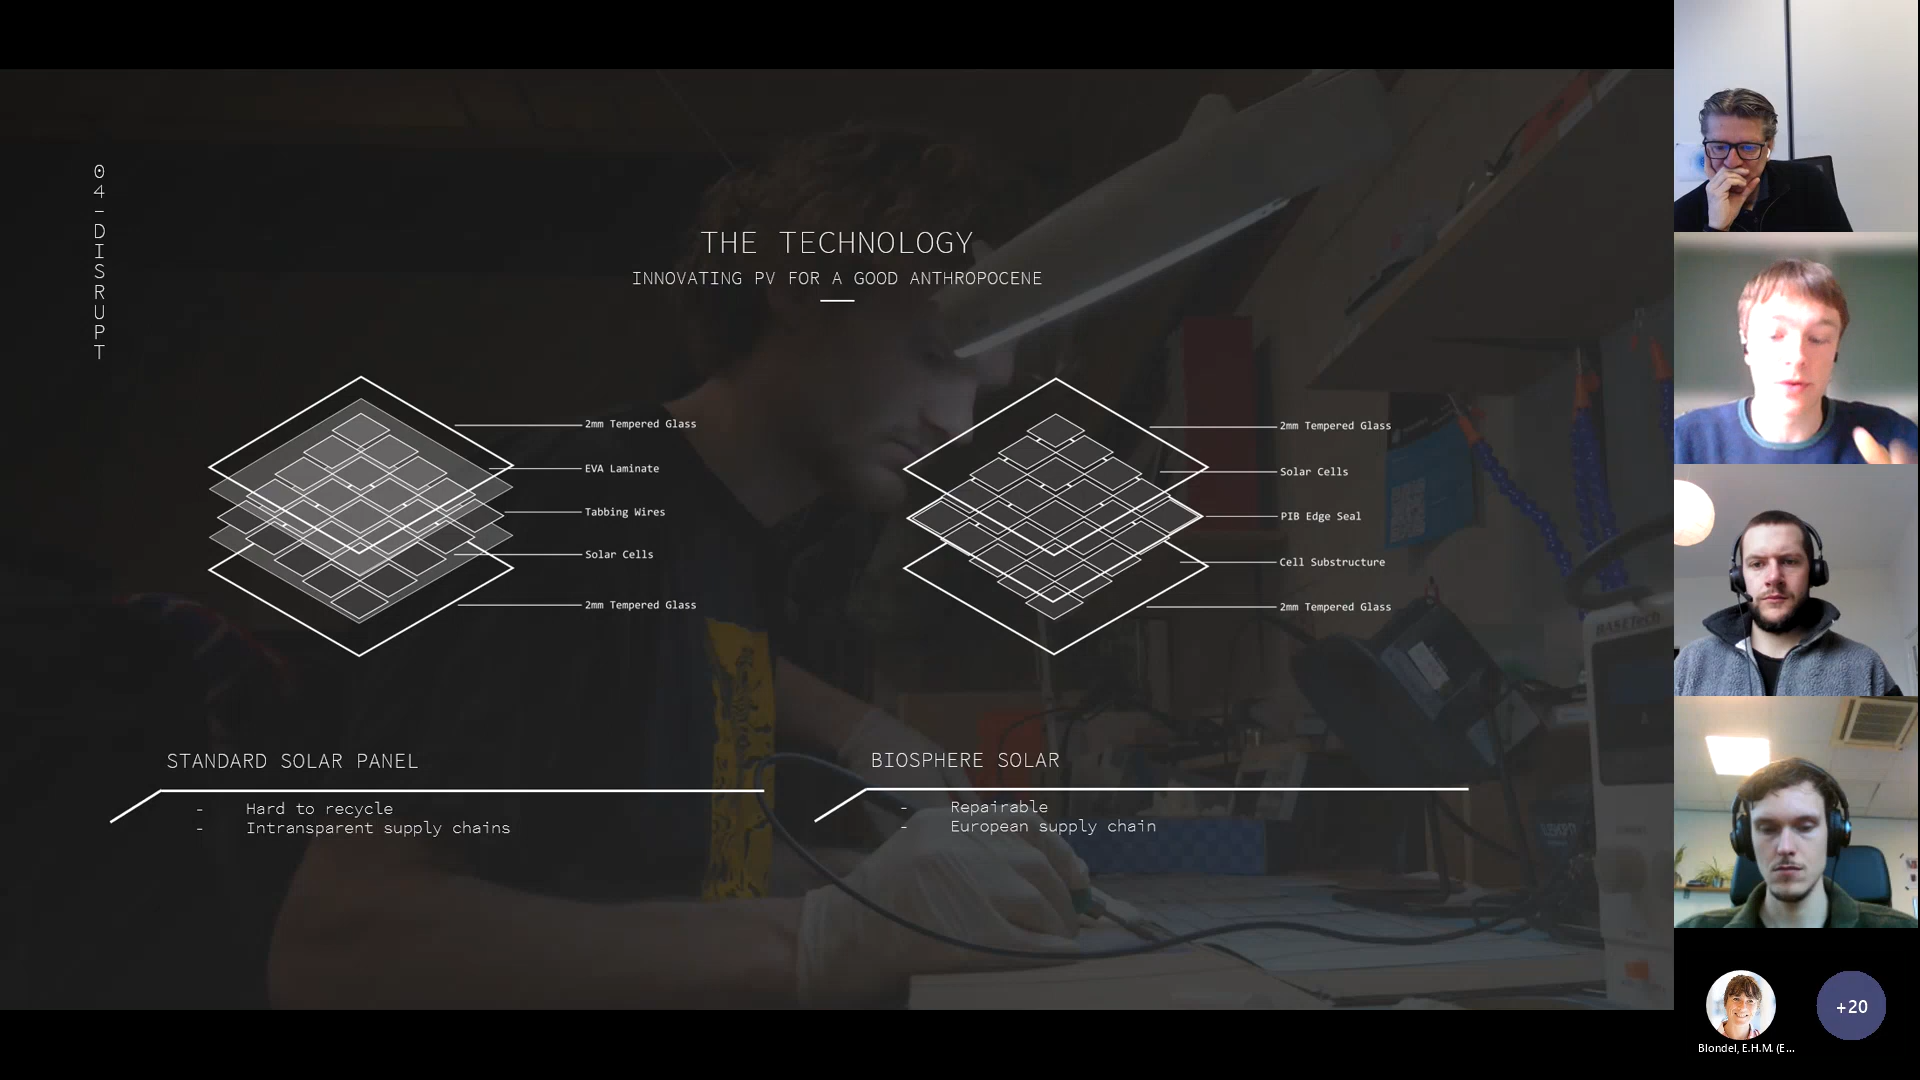 04-DISRUPT
THE TECHNOLOGY
INNOVATING PV FOR A GOOD ANTHROPOCENE
2mm Tempered Glass
EVA Laminate
Tabbing Wires
Solar Cells
2mm Tempered Glass
2mm Tempered Glass
Solar Cells
PIB Edge Seal
Cell Substructure
2mm Tempered Glass
STANDARD SOLAR PANEL
- Hard to recycle
- Intransparent supply chains
BIOSPHERE SOLAR
- Repairable
- European supply chain
BASETech
+20
Blondel, E.H.M. (E...